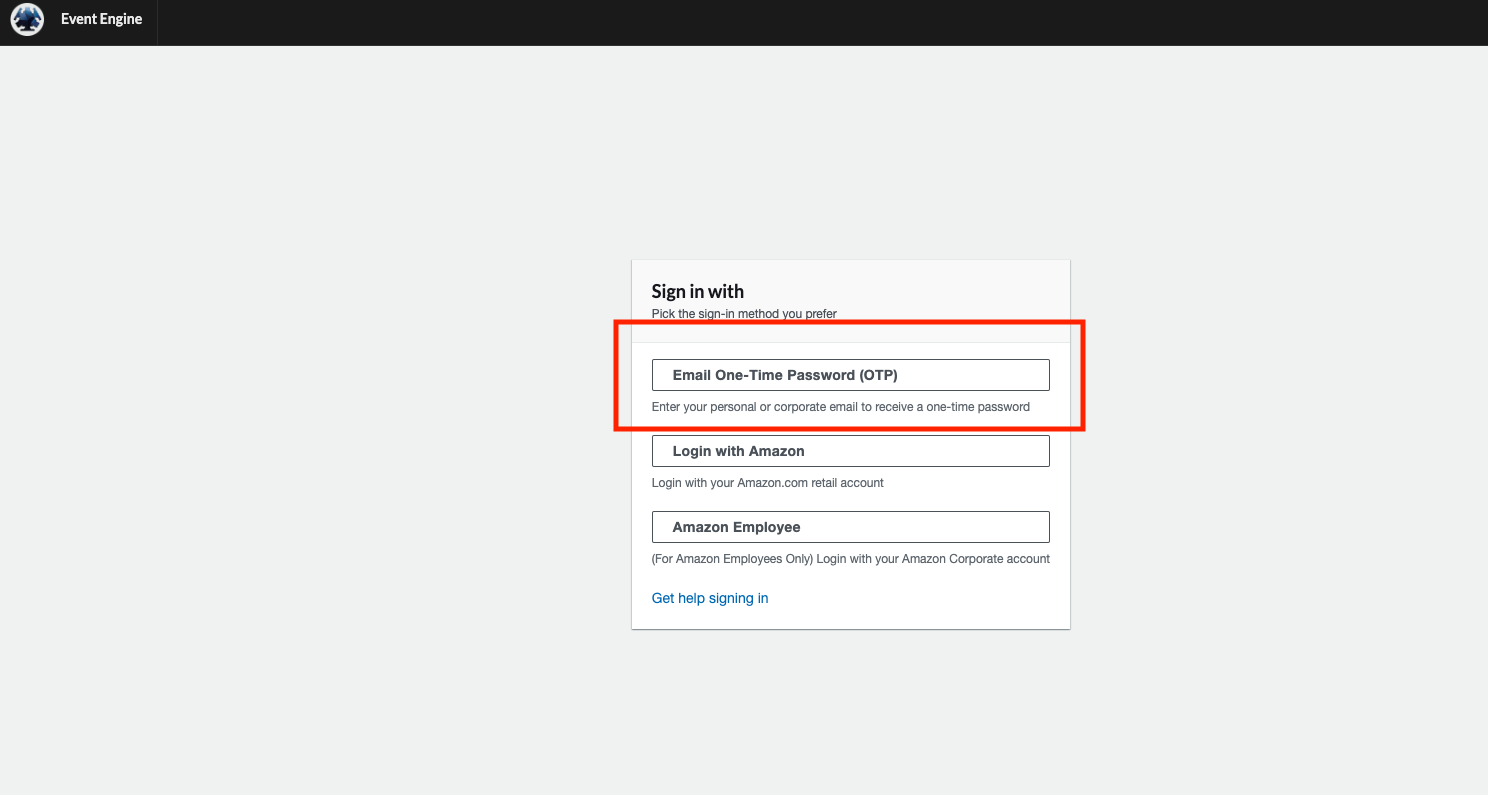 Event Engine
Sign in with
Pick the sign-in method you prefer
Email One-Time Password (OTP)
Enter your personal or corporate email to receive a one-time password
Login with Amazon
Login with your Amazon.com retail account
Amazon Employee
(For Amazon Employees Only) Login with your Amazon Corporate account
Get help signing in